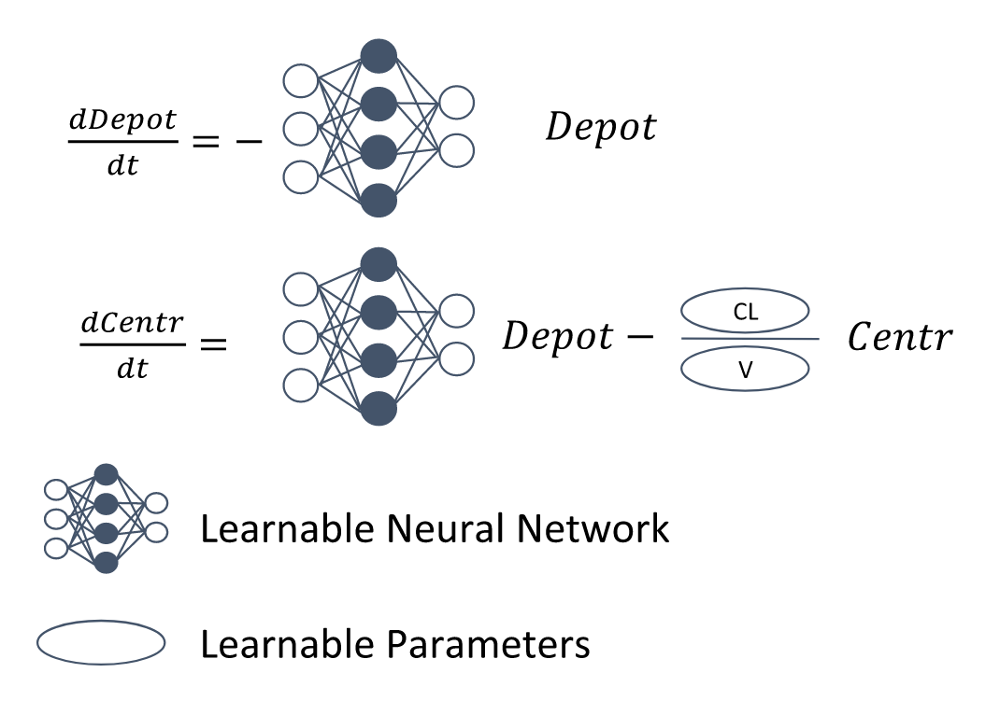 dDepot/dt = − Depot
dCentr/dt = Depot − CL/V Centr
Learnable Neural Network
Learnable Parameters